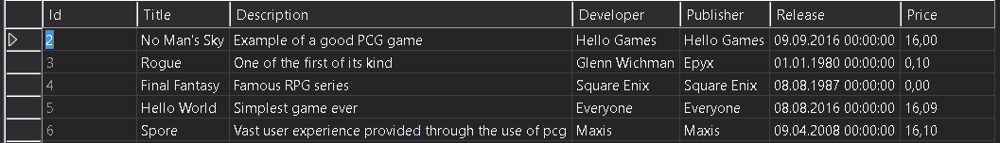 Id Title Description Developer Publisher Release Price
2 No Man's Sky Example of a good PCG game Hello Games Hello Games 09.09.2016 00:00:00 16,00
3 Rogue One of the first of its kind Glenn Wichman Epyx 01.01.1980 00:00:00 0,10
4 Final Fantasy Famous RPG series Square Enix Square Enix 08.08.1987 00:00:00 0,00
5 Hello World Simplest game ever Everyone Everyone 08.08.2016 00:00:00 16,09
6 Spore Vast user experience provided through the use of pcg Maxis Maxis 09.04.2008 00:00:00 16,10